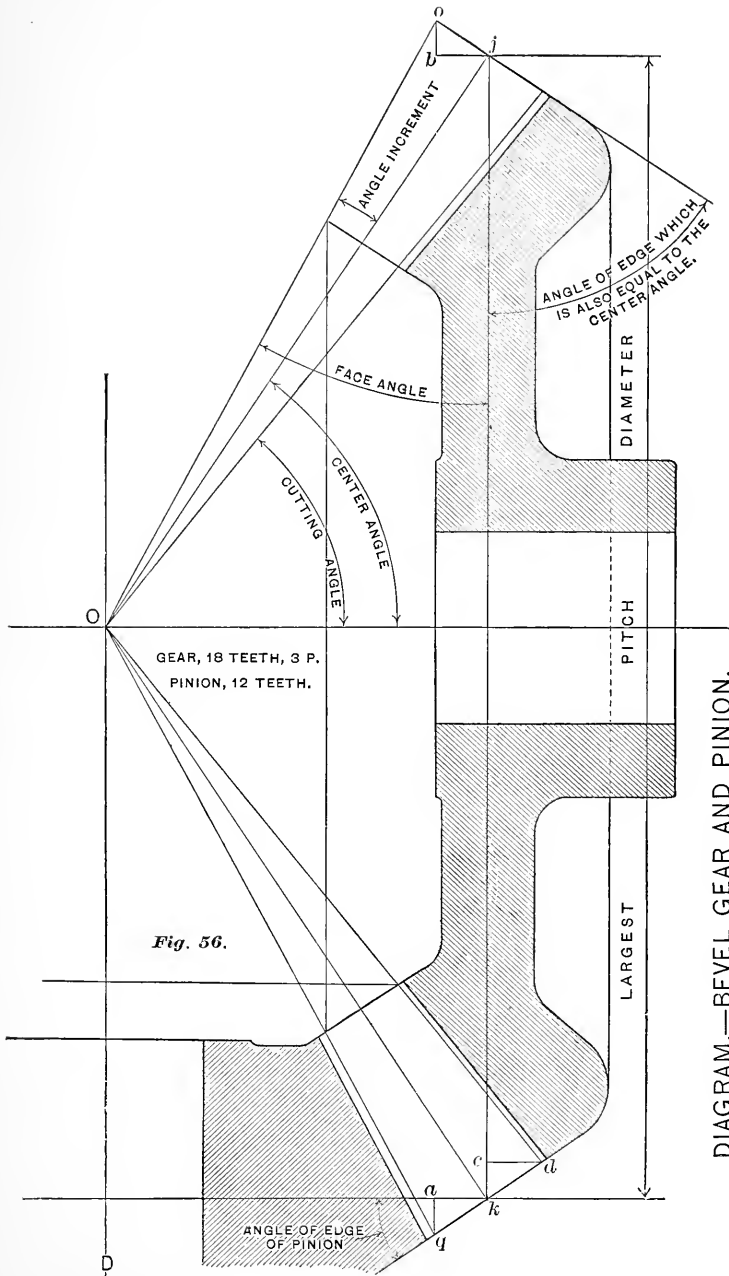 o
b
j
ANGLE INCREMENT
ANGLE OF EDGE WHICH
IS ALSO EQUAL TO THE
CENTER ANGLE.
FACE ANGLE
CENTER ANGLE
CUTTING ANGLE
LARGEST PITCH DIAMETER
O
GEAR, 18 TEETH, 3 P.
PINION, 12 TEETH.
Fig. 56.
c
d
a
k
q
ANGLE OF EDGE
OF PINION
D
DIAGRAM.—BEVEL GEAR AND PINION.